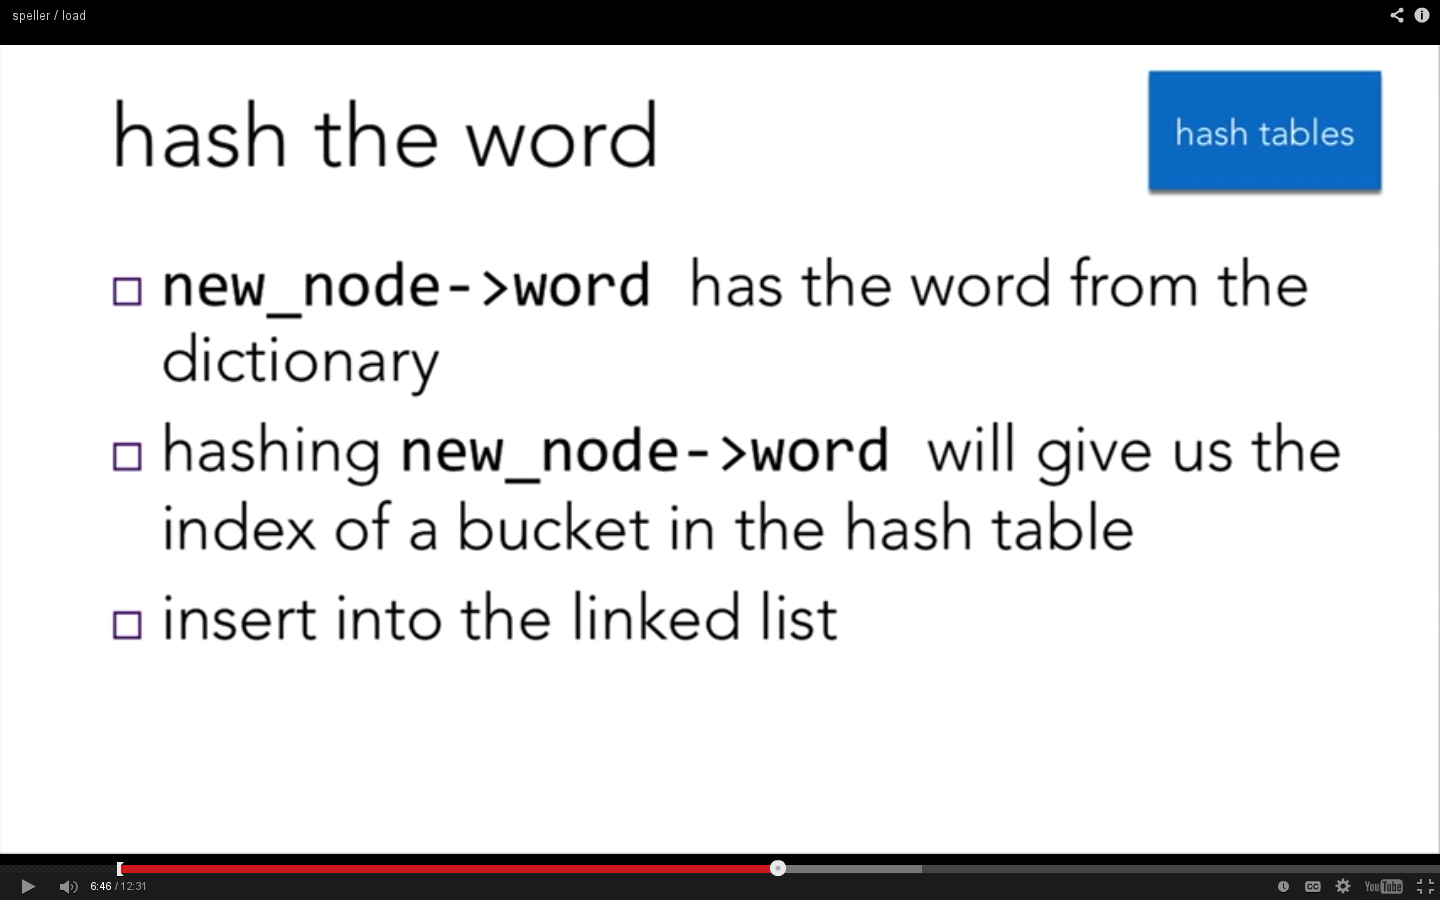 speller / load
hash the word
hash tables
new_node->word has the word from the
dictionary
hashing new_node->word will give us the
index of a bucket in the hash table
insert into the linked list
6:46 / 12:31
CC
YouTube